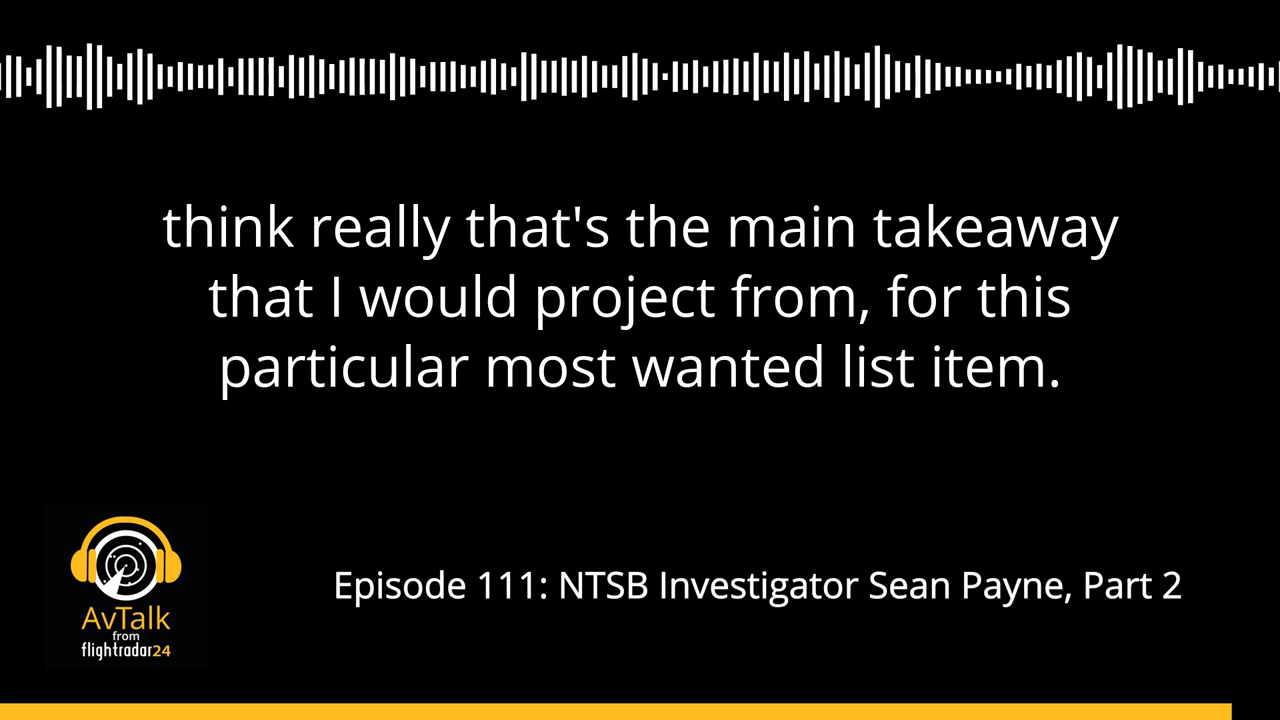 think really that's the main takeaway
that I would project from, for this
particular most wanted list item.
Episode 111: NTSB Investigator Sean Payne, Part 2
AvTalk
from
flightradar24